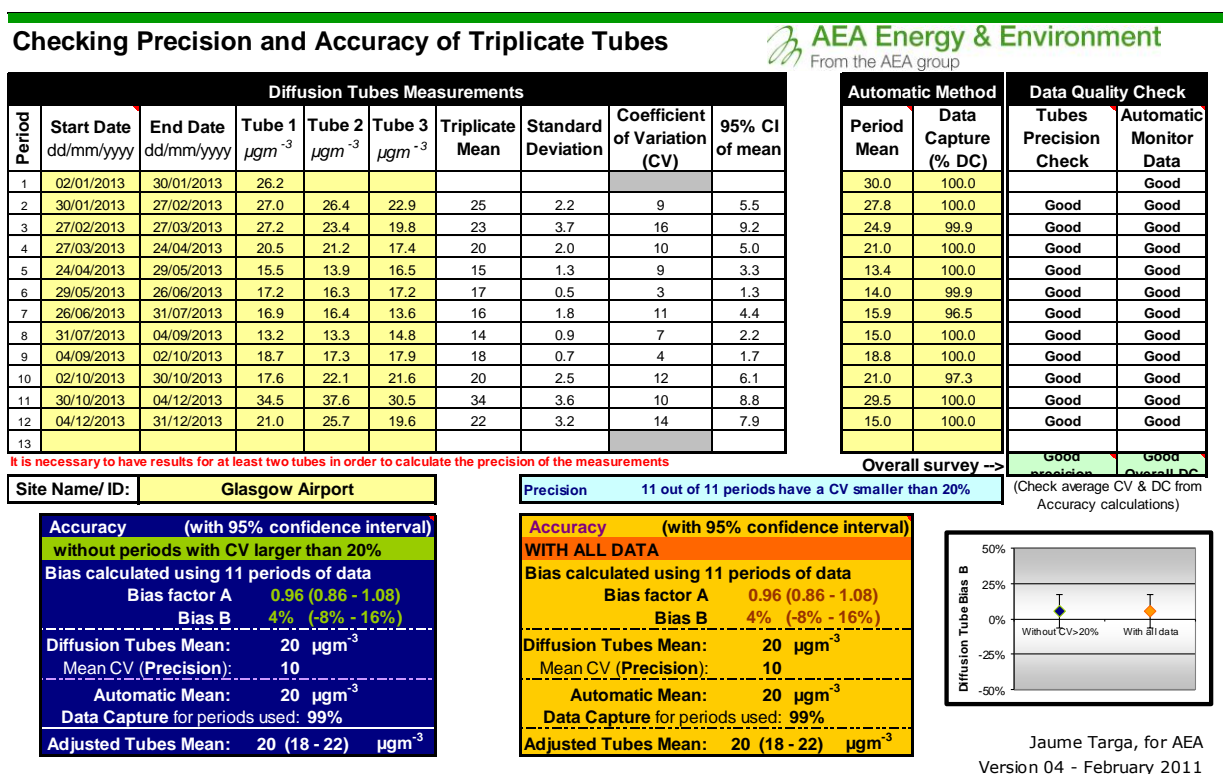 Checking Precision and Accuracy of Triplicate Tubes
AEA Energy & Environment
From the AEA group
Diffusion Tubes Measurements
Automatic Method
Data Quality Check
Period Start Date dd/mm/yyyy End Date dd/mm/yyyy Tube 1 µgm -3 Tube 2 µgm -3 Tube 3 µgm -3 Triplicate Mean Standard Deviation Coefficient of Variation (CV) 95% CI of mean Period Mean Data Capture (% DC) Tubes Precision Check Automatic Monitor Data
1 02/01/2013 30/01/2013 26.2 30.0 100.0 Good
2 30/01/2013 27/02/2013 27.0 26.4 22.9 25 2.2 9 5.5 27.8 100.0 Good Good
3 27/02/2013 27/03/2013 27.2 23.4 19.8 23 3.7 16 9.2 24.9 99.9 Good Good
4 27/03/2013 24/04/2013 20.5 21.2 17.4 20 2.0 10 5.0 21.0 100.0 Good Good
5 24/04/2013 29/05/2013 15.5 13.9 16.5 15 1.3 9 3.3 13.4 100.0 Good Good
6 29/05/2013 26/06/2013 17.2 16.3 17.2 17 0.5 3 1.3 14.0 99.9 Good Good
7 26/06/2013 31/07/2013 16.9 16.4 13.6 16 1.8 11 4.4 15.9 96.5 Good Good
8 31/07/2013 04/09/2013 13.2 13.3 14.8 14 0.9 7 2.2 15.0 100.0 Good Good
9 04/09/2013 02/10/2013 18.7 17.3 17.9 18 0.7 4 1.7 18.8 100.0 Good Good
10 02/10/2013 30/10/2013 17.6 22.1 21.6 20 2.5 12 6.1 21.0 97.3 Good Good
11 30/10/2013 04/12/2013 34.5 37.6 30.5 34 3.6 10 8.8 29.5 100.0 Good Good
12 04/12/2013 31/12/2013 21.0 25.7 19.6 22 3.2 14 7.9 15.0 100.0 Good Good
13
It is necessary to have results for at least two tubes in order to calculate the precision of the measurements
Overall survey -->
Good precision
Good Overall DC
Site Name/ ID: Glasgow Airport
Precision 11 out of 11 periods have a CV smaller than 20%
(Check average CV & DC from
Accuracy calculations)
Accuracy (with 95% confidence interval)
without periods with CV larger than 20%
Bias calculated using 11 periods of data
Bias factor A 0.96 (0.86 - 1.08)
Bias B 4% (-8% - 16%)
Diffusion Tubes Mean: 20 µgm-3
Mean CV (Precision): 10
Automatic Mean: 20 µgm-3
Data Capture for periods used: 99%
Adjusted Tubes Mean: 20 (18 - 22) µgm-3
Accuracy (with 95% confidence interval)
WITH ALL DATA
Bias calculated using 11 periods of data
Bias factor A 0.96 (0.86 - 1.08)
Bias B 4% (-8% - 16%)
Diffusion Tubes Mean: 20 µgm-3
Mean CV (Precision): 10
Automatic Mean: 20 µgm-3
Data Capture for periods used: 99%
Adjusted Tubes Mean: 20 (18 - 22) µgm-3
Diffusion Tube Bias B
50%
25%
0%
-25%
-50%
Without CV>20%
With all data
Jaume Targa, for AEA
Version 04 - February 2011